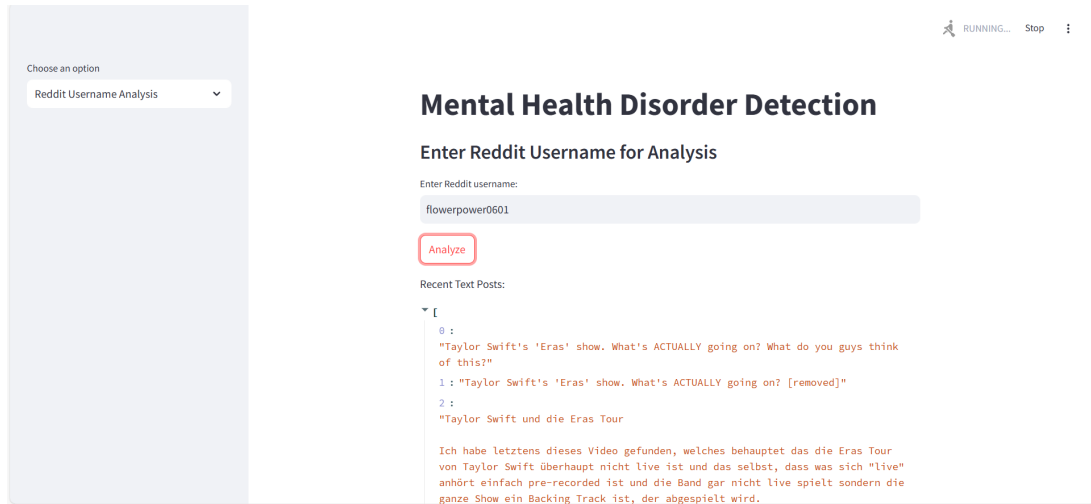 RUNNING...
Stop
Choose an option
Reddit Username Analysis
Mental Health Disorder Detection
Enter Reddit Username for Analysis
Enter Reddit username:
flowerpower0601
Analyze
Recent Text Posts:
[
0 :
"Taylor Swift's 'Eras' show. What's ACTUALLY going on? What do you guys think
of this?"
1 : "Taylor Swift's 'Eras' show. What's ACTUALLY going on? [removed]"
2 :
"Taylor Swift und die Eras Tour
Ich habe letztens dieses Video gefunden, welches behauptet das die Eras Tour
von Taylor Swift überhaupt nicht live ist und das selbst, dass was sich "live"
anhört einfach pre-recorded ist und die Band gar nicht live spielt sondern die
ganze Show ein Backing Track ist, der abgespielt wird.